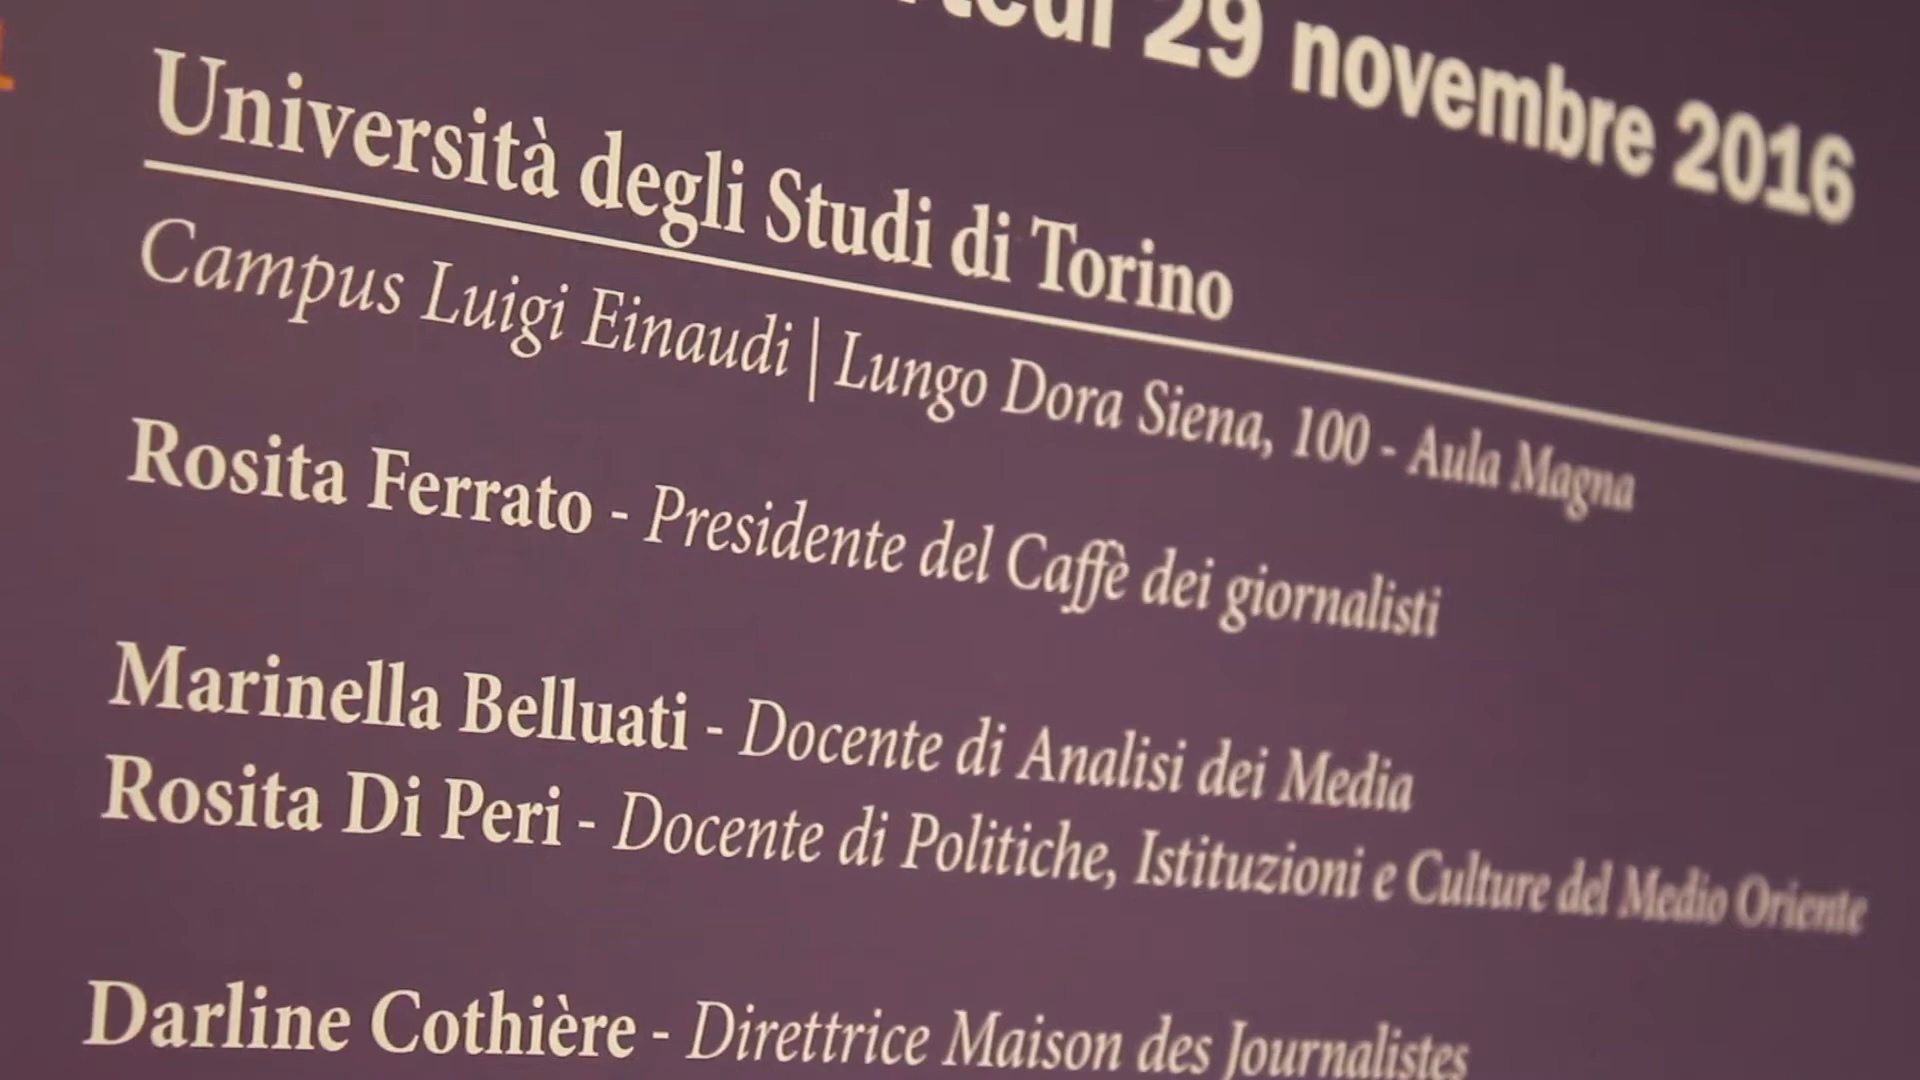 29 novembre 2016
Università degli Studi di Torino
Campus Luigi Einaudi | Lungo Dora Siena, 100 - Aula Magna
Rosita Ferrato - Presidente del Caffè dei giornalisti
Marinella Belluati - Docente di Analisi dei Media
Rosita Di Peri - Docente di Politiche, Istituzioni e Culture del Medio Oriente
Darline Cothière - Direttrice Maison des Journalistes